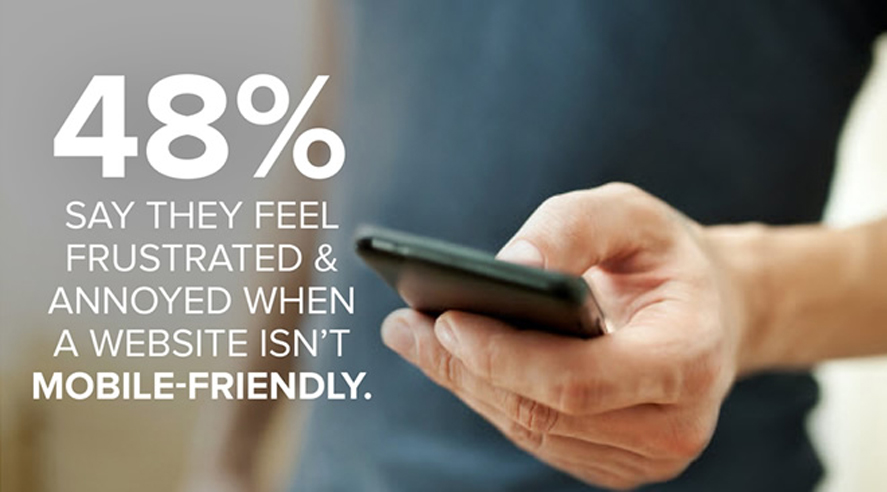 48%
SAY THEY FEEL
FRUSTRATED &
ANNOYED WHEN
A WEBSITE ISN'T
MOBILE-FRIENDLY.